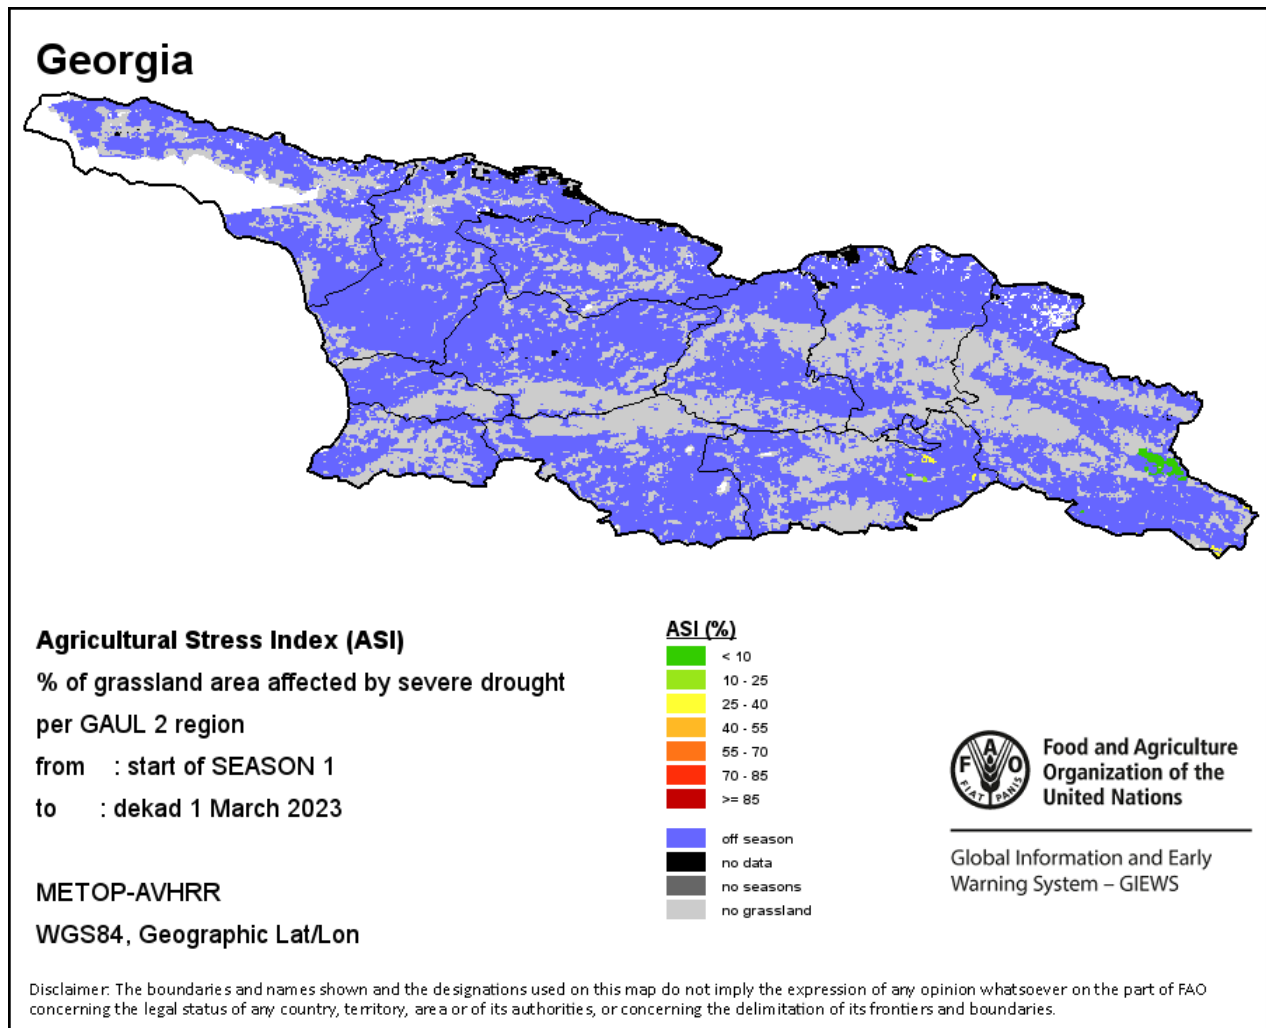 Georgia
Agricultural Stress Index (ASI)
% of grassland area affected by severe drought
per GAUL 2 region
from : start of SEASON 1
to : dekad 1 March 2023
METOP-AVHRR
WGS84, Geographic Lat/Lon
ASI (%)
< 10
10 - 25
25 - 40
40 - 55
55 - 70
70 - 85
>= 85
off season
no data
no seasons
no grassland
F A O
FIAT PANIS
Food and Agriculture
Organization of the
United Nations
Global Information and Early
Warning System – GIEWS
Disclaimer: The boundaries and names shown and the designations used on this map do not imply the expression of any opinion whatsoever on the part of FAO
concerning the legal status of any country, territory, area or of its authorities, or concerning the delimitation of its frontiers and boundaries.